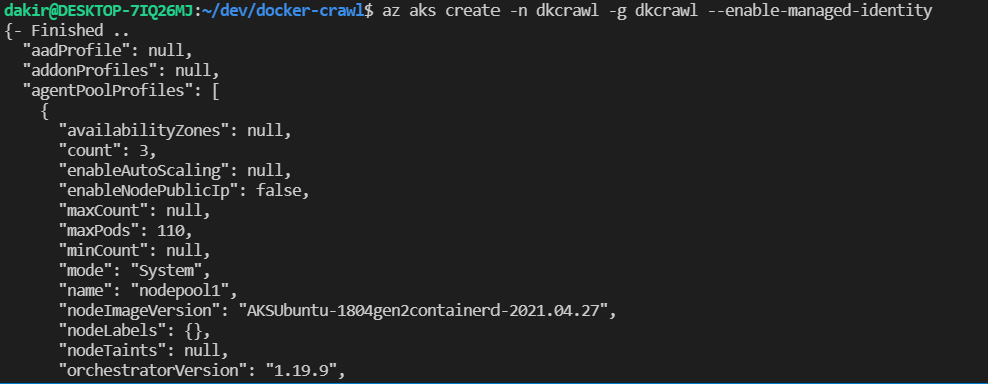 dakir@DESKTOP-7IQ26MJ:~/dev/docker-crawl$ az aks create -n dkcrawl -g dkcrawl --enable-managed-identity
{- Finished ..
  "aadProfile": null,
  "addonProfiles": null,
  "agentPoolProfiles": [
    {
      "availabilityZones": null,
      "count": 3,
      "enableAutoScaling": null,
      "enableNodePublicIp": false,
      "maxCount": null,
      "maxPods": 110,
      "minCount": null,
      "mode": "System",
      "name": "nodepool1",
      "nodeImageVersion": "AKSUbuntu-1804gen2containerd-2021.04.27",
      "nodeLabels": {},
      "nodeTaints": null,
      "orchestratorVersion": "1.19.9",